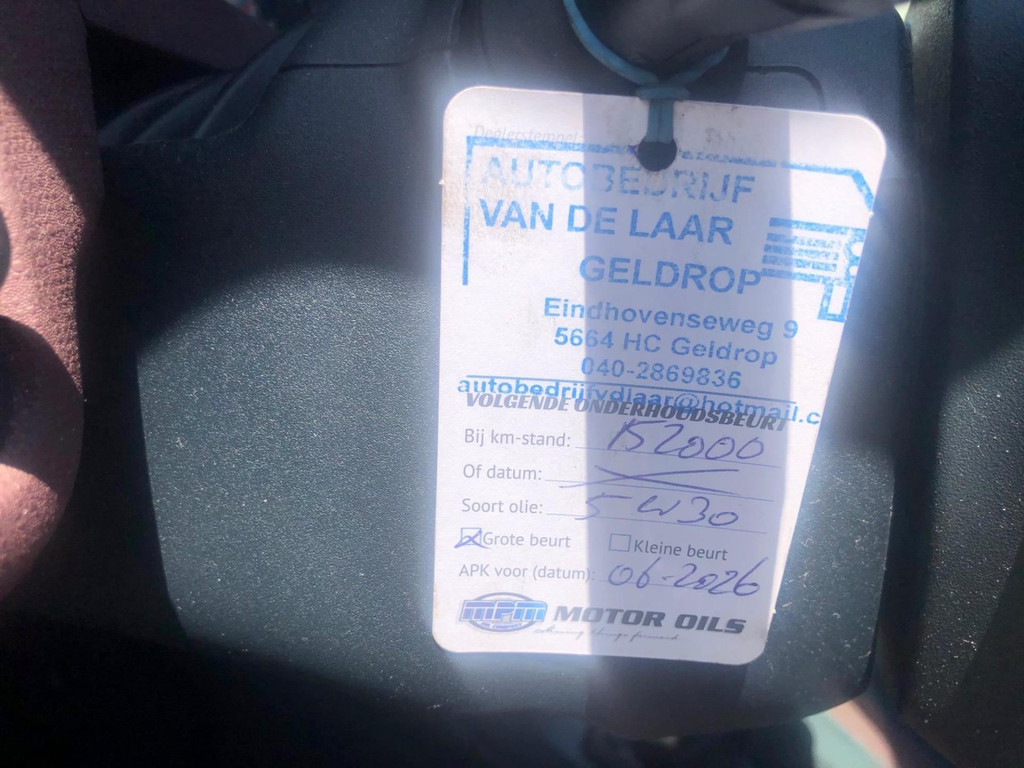 Dealerstempel:
AUTOBEDRIJF
VAN DE LAAR
GELDROP
Eindhovenseweg 9
5664 HC Geldrop
040-2869836
autobedrijfvdlaar@hotmail.c
VOLGENDE ONDERHOUDSBEURT
Bij km-stand: 152000
Of datum:
Soort olie: 5W30
Grote beurt Kleine beurt
APK voor (datum): 06-2026
MPM MOTOR OILS